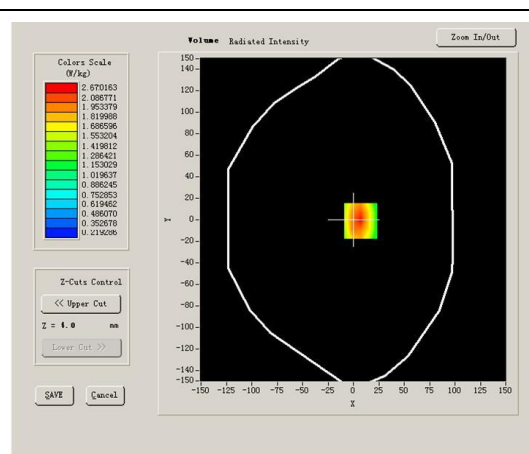 Volume Radiated Intensity
Zoom In/Out
Colors Scale
(W/kg)
2.670163
2.086771
1.953379
1.819988
1.686596
1.553204
1.419812
1.286421
1.153029
1.019637
0.886245
0.752853
0.619462
0.486070
0.352678
0.219286
Z-Cuts Control
<< Upper Cut
Z = 4.0 mm
Lower Cut >>
SAVE
Cancel
150
140
120
100
80
60
40
20
0
-20
-40
-60
-80
-100
-120
-140
-150
Y
-150 -125 -100 -75 -50 -25 0 25 50 75 100 125 150
X